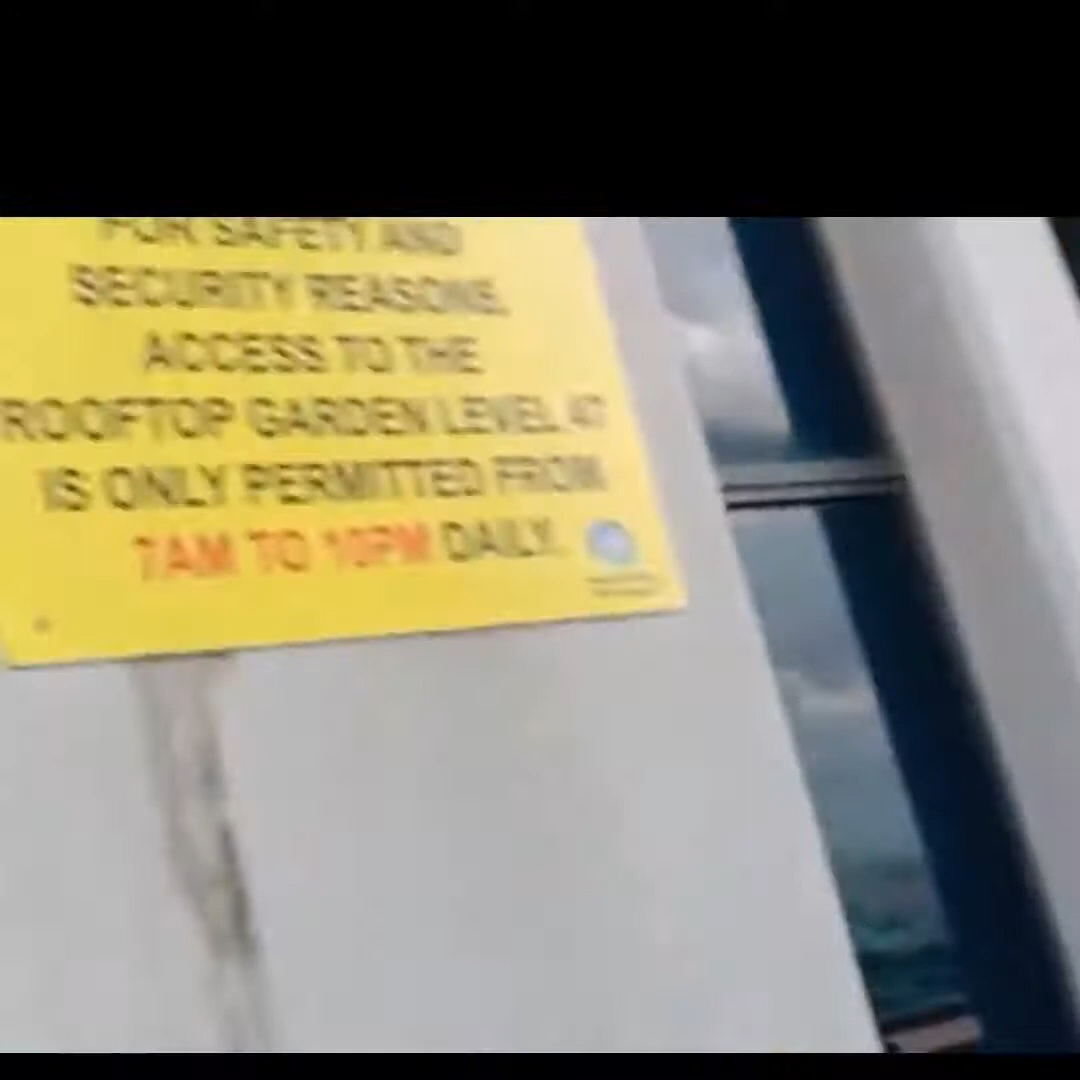 FOR SAFETY AND
SECURITY REASONS,
ACCESS TO THE
ROOFTOP GARDEN LEVEL 47
IS ONLY PERMITTED FROM
7AM TO 10PM DAILY.